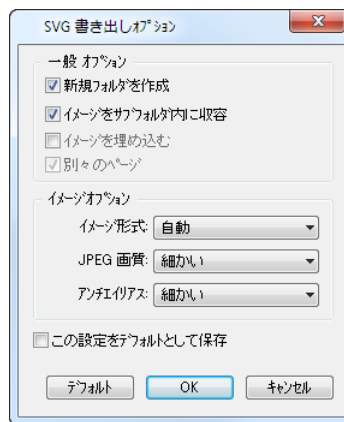 SVG 書き出しオプション
一般 オプション
新規フォルダを作成
イメージをサブフォルダ内に収容
イメージを埋め込む
別々のページ
イメージオプション
イメージ形式: 自動
JPEG 画質: 細かい
アンチエイリアス: 細かい
この設定をデフォルトとして保存
デフォルト OK キャンセル